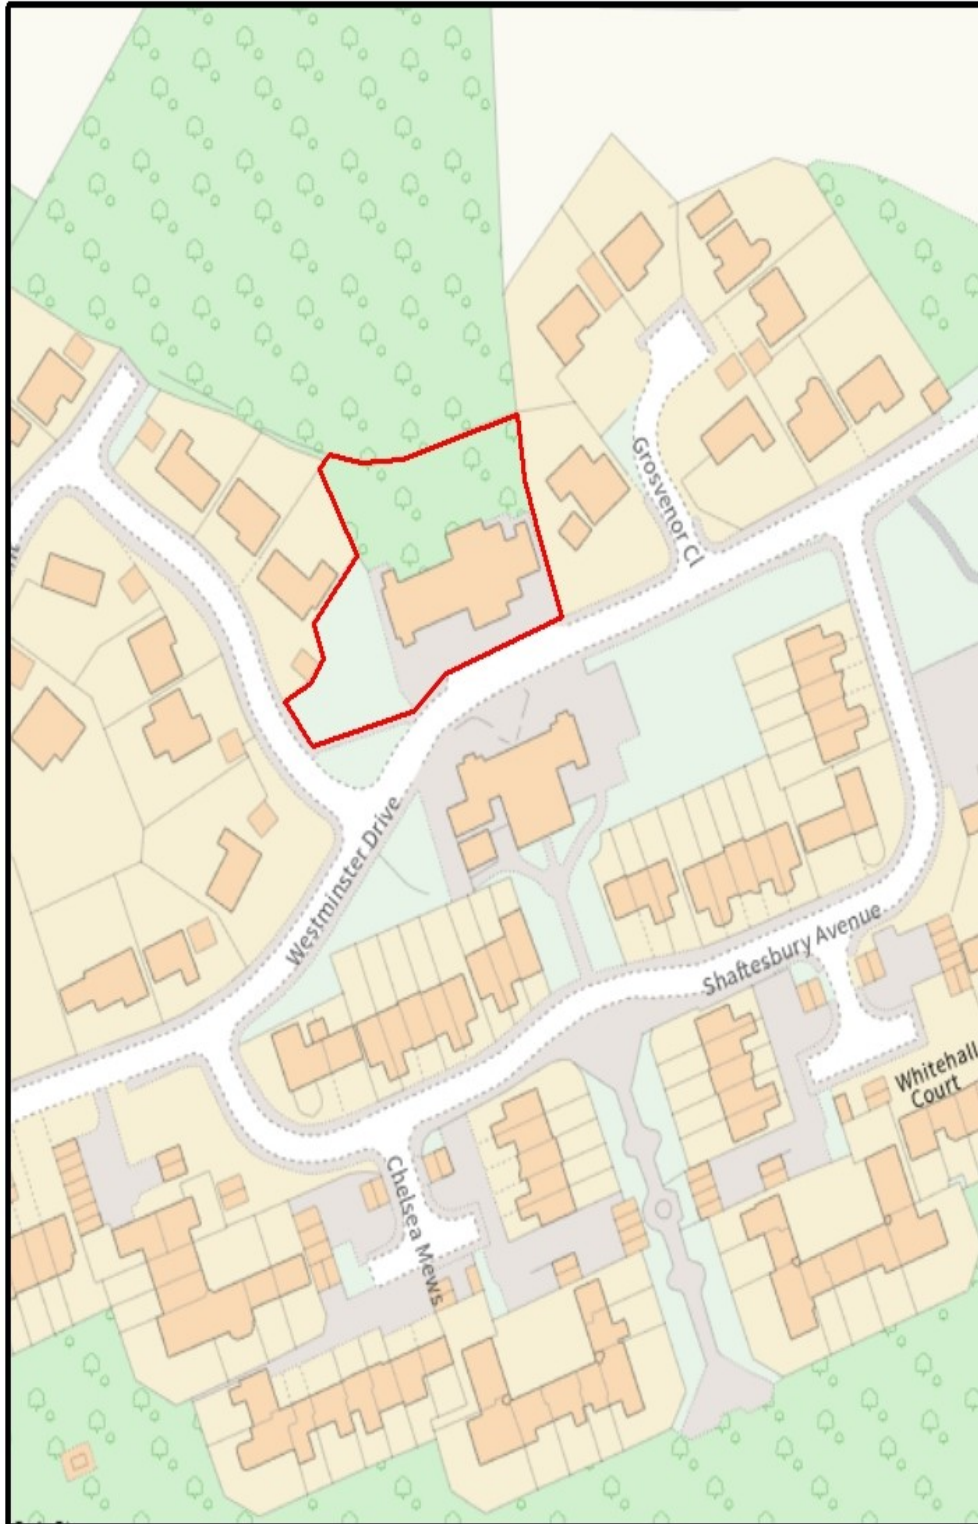 Grosvenor Cl
Westminster Drive
Shaftesbury Avenue
Whitehall
Court
Chelsea Mews